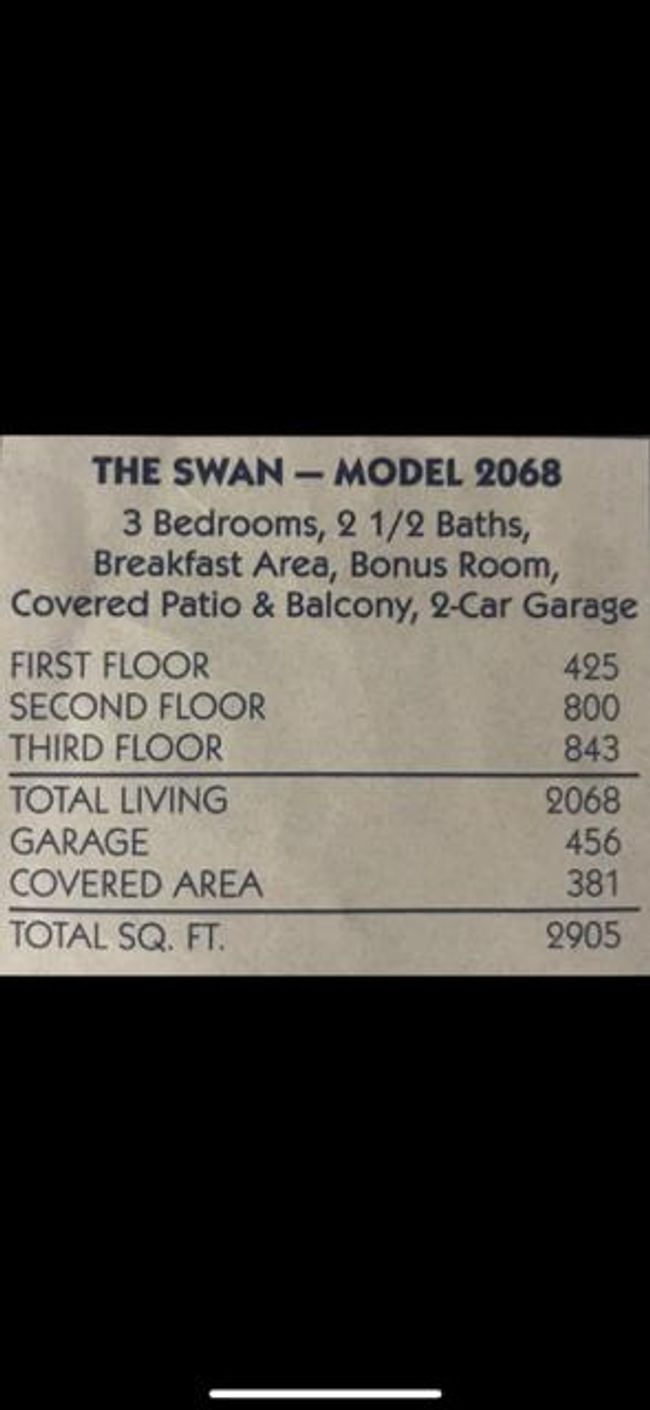 THE SWAN — MODEL 2068
3 Bedrooms, 2 1/2 Baths,
Breakfast Area, Bonus Room,
Covered Patio & Balcony, 2-Car Garage
FIRST FLOOR 425
SECOND FLOOR 800
THIRD FLOOR 843
TOTAL LIVING 2068
GARAGE 456
COVERED AREA 381
TOTAL SQ. FT. 2905